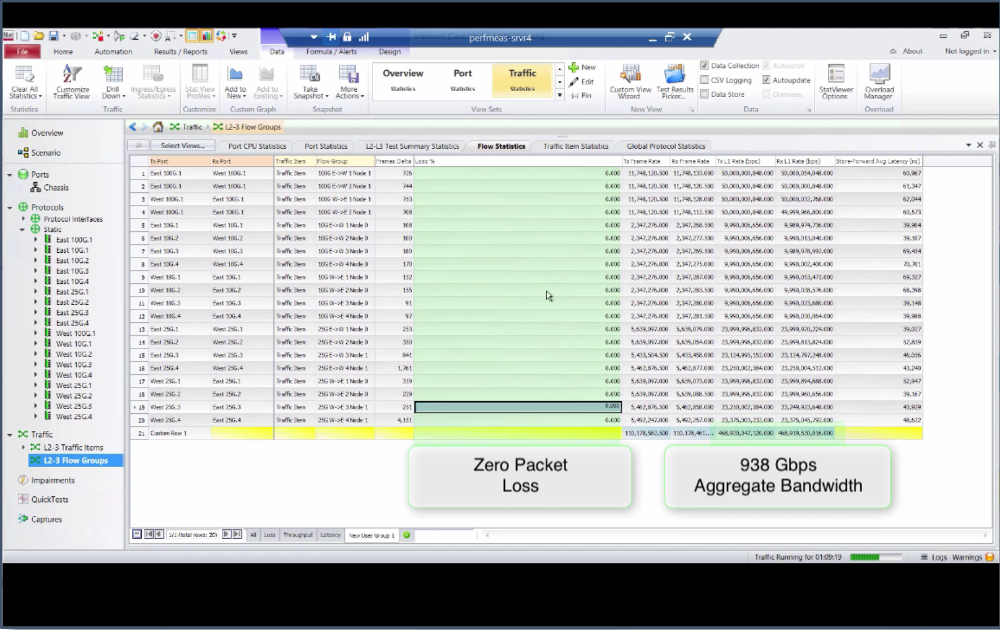 perfmeas-srvr4
File Home Automation Results / Reports Views Data Formula / Alerts Design About Not logged in
Clear All Statistics Customize Traffic View Drill Down Ingress/Egress Statistics Stat View Profiles Add to New Add to Existing Take Snapshot More Actions Overview Statistics Port Statistics Traffic Statistics New Edit Pin Custom View Wizard Test Results Picker... Data Collection Autoscroll CSV Logging Autoupdate Data Store Overview StatViewer Options Overload Manager
Statistics Traffic Customize Custom Graph Snapshot View Sets New View Data Overload
Overview
Scenario
Ports
Chassis
Protocols
Protocol Interfaces
Static
East 100G.1
East 10G.1
East 10G.2
East 10G.3
East 10G.4
East 25G.1
East 25G.2
East 25G.3
East 25G.4
West 100G.1
West 10G.1
West 10G.2
West 10G.3
West 10G.4
West 25G.1
West 25G.2
West 25G.3
West 25G.4
Traffic
L2-3 Traffic Items
L2-3 Flow Groups
Impairments
QuickTests
Captures
Traffic L2-3 Flow Groups
Select Views... Port CPU Statistics Port Statistics L2-L3 Test Summary Statistics Flow Statistics Traffic Item Statistics Global Protocol Statistics
Tx Port Rx Port Traffic Item Flow Group Frames Delta Loss % Tx Frame Rate Rx Frame Rate Tx L1 Rate (bps) Rx L1 Rate (bps) Store-Forward Avg Latency (ns)
1 East 100G.1 West 100G.1 Traffic Item 100G E->W 1 Node 1 726 0.000 11,748,120.500 11,748,133.000 50,000,000,848.000 50,000,054,048.000 60,967
2 East 100G.1 West 100G.1 Traffic Item 100G E->W 2 Node 1 744 0.000 11,748,120.500 11,748,120.500 50,000,000,848.000 50,000,000,848.000 61,347
3 West 100G.1 East 100G.1 Traffic Item 100G W->E 1 Node 1 753 0.000 11,748,120.500 11,748,128.000 50,000,000,848.000 50,000,032,768.000 62,044
4 West 100G.1 East 100G.1 Traffic Item 100G W->E 2 Node 1 708 0.000 11,748,120.500 11,748,112.500 50,000,000,848.000 49,999,966,800.000 60,573
5 East 10G.1 West 10G.1 Traffic Item 10G E->W 1 Node 0 108 0.000 2,347,276.000 2,347,268.500 9,990,006,656.000 9,989,974,736.000 39,904
6 East 10G.2 West 10G.2 Traffic Item 10G E->W 2 Node 0 100 0.000 2,347,276.000 2,347,277.500 9,990,006,656.000 9,990,013,040.000 39,107
7 East 10G.3 West 10G.3 Traffic Item 10G E->W 3 Node 0 180 0.000 2,347,276.000 2,347,269.500 9,990,006,656.000 9,989,978,992.000 69,454
8 East 10G.4 West 10G.4 Traffic Item 10G E->W 4 Node 0 170 0.000 2,347,276.000 2,347,275.000 9,990,006,656.000 9,990,002,400.000 70,701
9 West 10G.1 East 10G.1 Traffic Item 10G W->E 1 Node 0 152 0.000 2,347,276.000 2,347,287.000 9,990,006,656.000 9,990,053,472.000 69,327
10 West 10G.2 East 10G.2 Traffic Item 10G W->E 2 Node 0 155 0.000 2,347,276.000 2,347,283.500 9,990,006,656.000 9,990,038,576.000 68,398
11 West 10G.3 East 10G.3 Traffic Item 10G W->E 3 Node 0 91 0.000 2,347,276.000 2,347,280.000 9,990,006,656.000 9,990,023,680.000 39,148
12 West 10G.4 East 10G.4 Traffic Item 10G W->E 4 Node 0 97 0.000 2,347,276.000 2,347,281.500 9,990,006,656.000 9,990,030,064.000 39,988
13 East 25G.1 West 25G.1 Traffic Item 25G E->W 1 Node 0 253 0.000 5,639,097.000 5,639,079.000 23,999,996,832.000 23,999,920,224.000 39,027
14 East 25G.2 West 25G.2 Traffic Item 25G E->W 2 Node 0 350 0.000 5,639,097.000 5,639,054.000 23,999,996,832.000 23,999,813,824.000 52,839
15 East 25G.3 West 25G.3 Traffic Item 25G E->W 3 Node 1 841 0.000 5,433,504.500 5,433,458.000 23,124,995,152.000 23,124,797,248.000 46,056
16 East 25G.4 West 25G.4 Traffic Item 25G E->W 4 Node 1 1,761 0.000 5,462,876.500 5,462,877.000 23,250,002,384.000 23,250,004,512.000 43,240
17 West 25G.1 East 25G.1 Traffic Item 25G W->E 1 Node 0 319 0.000 5,639,097.000 5,639,073.000 23,999,996,832.000 23,999,894,688.000 52,947
18 West 25G.2 East 25G.2 Traffic Item 25G W->E 2 Node 0 229 0.000 5,639,097.000 5,639,088.500 23,999,996,832.000 23,999,960,656.000 39,167
19 West 25G.3 East 25G.3 Traffic Item 25G W->E 3 Node 1 251 0.000 5,462,876.500 5,462,858.000 23,250,002,384.000 23,249,923,648.000 43,929
20 West 25G.4 East 25G.4 Traffic Item 25G W->E 4 Node 1 4,151 0.000 5,492,247.000 5,492,257.000 23,375,003,232.000 23,375,045,792.000 48,622
21 Custom Row 1 110,178,582.500 110,178,461.... 468,920,047,120.000 468,919,530,016.000
Zero Packet
Loss
938 Gbps
Aggregate Bandwidth
1/1 (total rows: 20) All Loss Throughput Latency New User Group 1
Traffic Running for 01:09:19 Logs Warnings